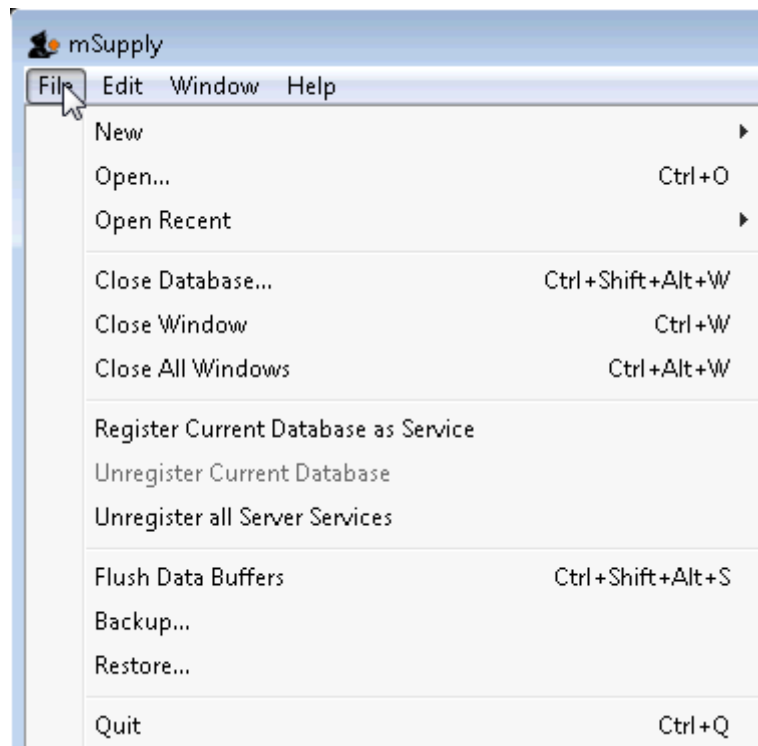 mSupply
File Edit Window Help
New
Open... Ctrl+O
Open Recent
Close Database... Ctrl+Shift+Alt+W
Close Window Ctrl+W
Close All Windows Ctrl+Alt+W
Register Current Database as Service
Unregister Current Database
Unregister all Server Services
Flush Data Buffers Ctrl+Shift+Alt+S
Backup...
Restore...
Quit Ctrl+Q